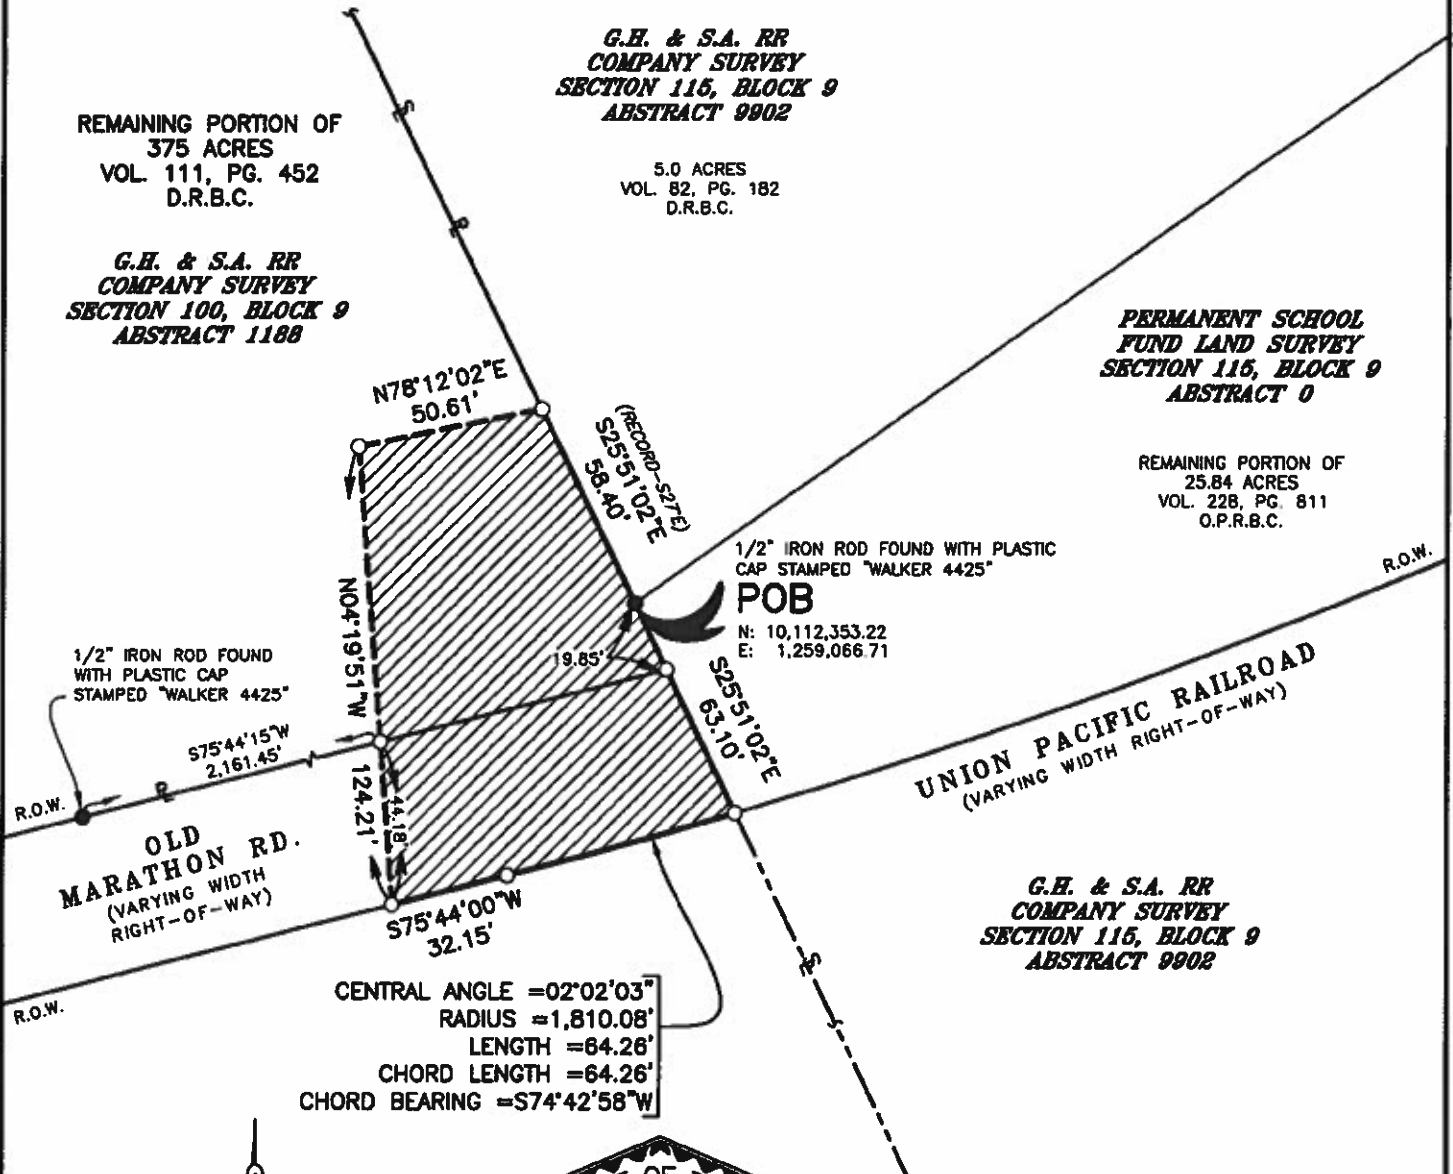 G.H. & S.A. RR
COMPANY SURVEY
SECTION 115, BLOCK 9
ABSTRACT 9902
5.0 ACRES
VOL. 82, PG. 182
D.R.B.C.
REMAINING PORTION OF
375 ACRES
VOL. 111, PG. 452
D.R.B.C.
G.H. & S.A. RR
COMPANY SURVEY
SECTION 100, BLOCK 9
ABSTRACT 1188
PERMANENT SCHOOL
FUND LAND SURVEY
SECTION 115, BLOCK 9
ABSTRACT 0
REMAINING PORTION OF
25.84 ACRES
VOL. 228, PG. 811
O.P.R.B.C.
N78°12'02"E
50.61'
(RECORD-S27°E)
S25°51'02"E
58.40'
1/2" IRON ROD FOUND WITH PLASTIC
CAP STAMPED "WALKER 4425"
POB
N: 10,112,353.22
E: 1,259,066.71
R.O.W.
N04°19'51"W
124.21'
44.18'
19.85'
S25°51'02"E
63.10'
UNION PACIFIC RAILROAD
(VARYING WIDTH RIGHT-OF-WAY)
1/2" IRON ROD FOUND
WITH PLASTIC CAP
STAMPED "WALKER 4425"
S75°44'15"W
2,161.45'
R.O.W.
PL
OLD
MARATHON RD.
(VARYING WIDTH
RIGHT-OF-WAY)
R.O.W.
S75°44'00"W
32.15'
G.H. & S.A. RR
COMPANY SURVEY
SECTION 115, BLOCK 9
ABSTRACT 9902
CENTRAL ANGLE =02°02'03"
RADIUS =1,810.08'
LENGTH =64.26'
CHORD LENGTH =64.26'
CHORD BEARING =S74°42'58"W
OF